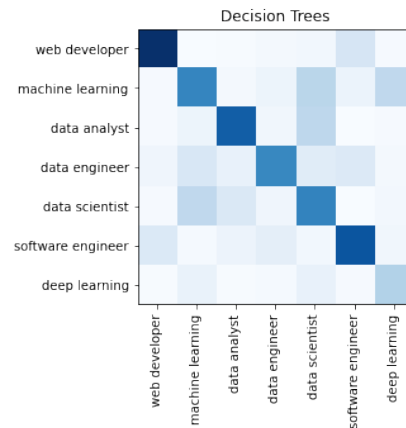 Decision Trees
web developer
machine learning
data analyst
data engineer
data scientist
software engineer
deep learning
web developer
machine learning
data analyst
data engineer
data scientist
software engineer
deep learning